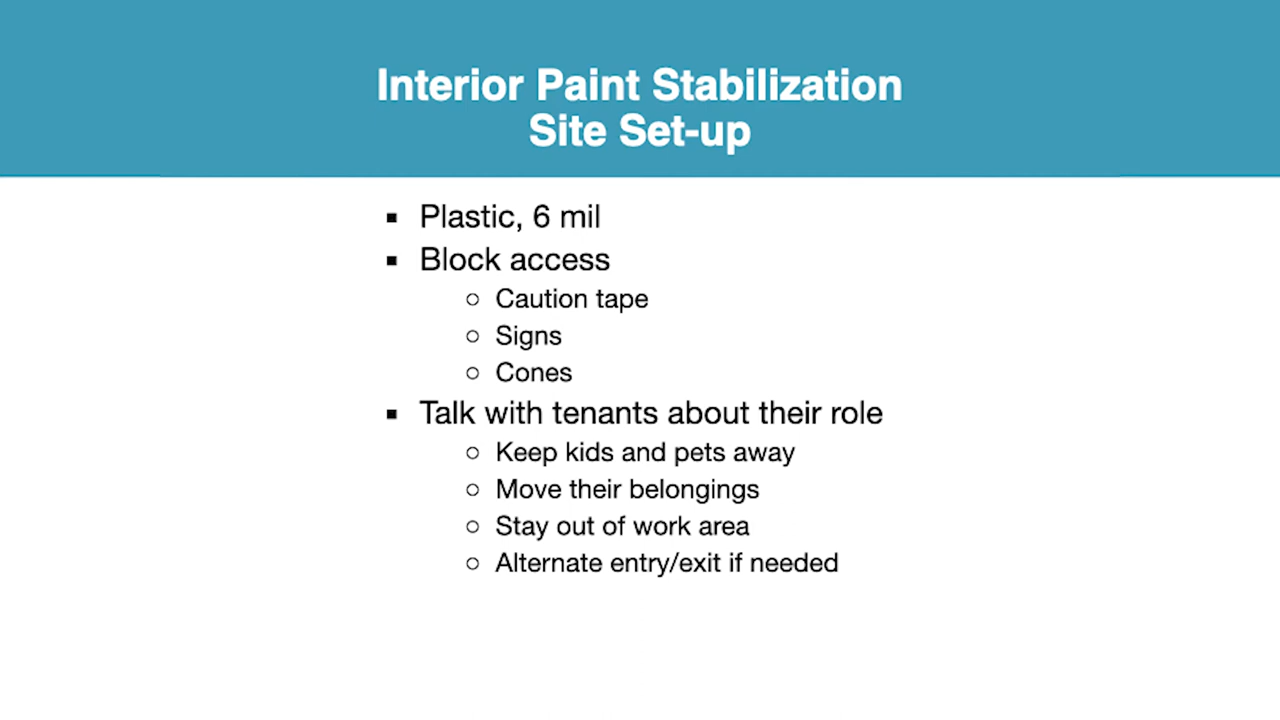 Interior Paint Stabilization
Site Set-up
▪ Plastic, 6 mil
▪ Block access
○ Caution tape
○ Signs
○ Cones
▪ Talk with tenants about their role
○ Keep kids and pets away
○ Move their belongings
○ Stay out of work area
○ Alternate entry/exit if needed